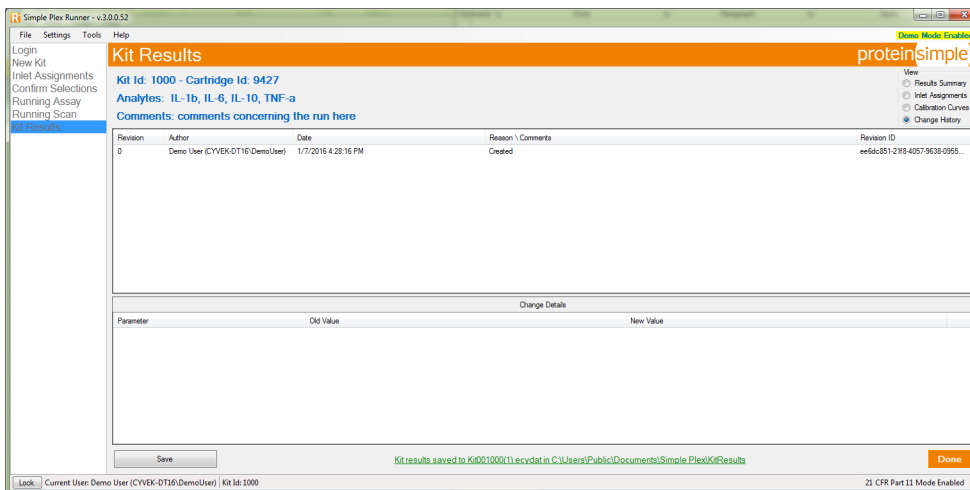 Simple Plex Runner - v.3.0.0.52
File Settings Tools Help
Demo Mode Enabled
Login
New Kit
Inlet Assignments
Confirm Selections
Running Assay
Running Scan
Kit Results
Kit Results
proteinsimple
Kit Id: 1000 - Cartridge Id: 9427
Analytes: IL-1b, IL-6, IL-10, TNF-a
Comments: comments concerning the run here
View
Results Summary
Inlet Assignments
Calibration Curves
Change History
Revision Author Date Reason \ Comments Revision ID
0 Demo User (CYVEK-DT16\DemoUser) 1/7/2016 4:28:16 PM Created ee6dc851-21f8-4057-9638-0955...
Change Details
Parameter Old Value New Value
Save
Kit results saved to Kit001000(1).ecydat in C:\Users\Public\Documents\Simple Plex\KitResults
Done
Lock Current User: Demo User (CYVEK-DT16\DemoUser) Kit Id: 1000 21 CFR Part 11 Mode Enabled